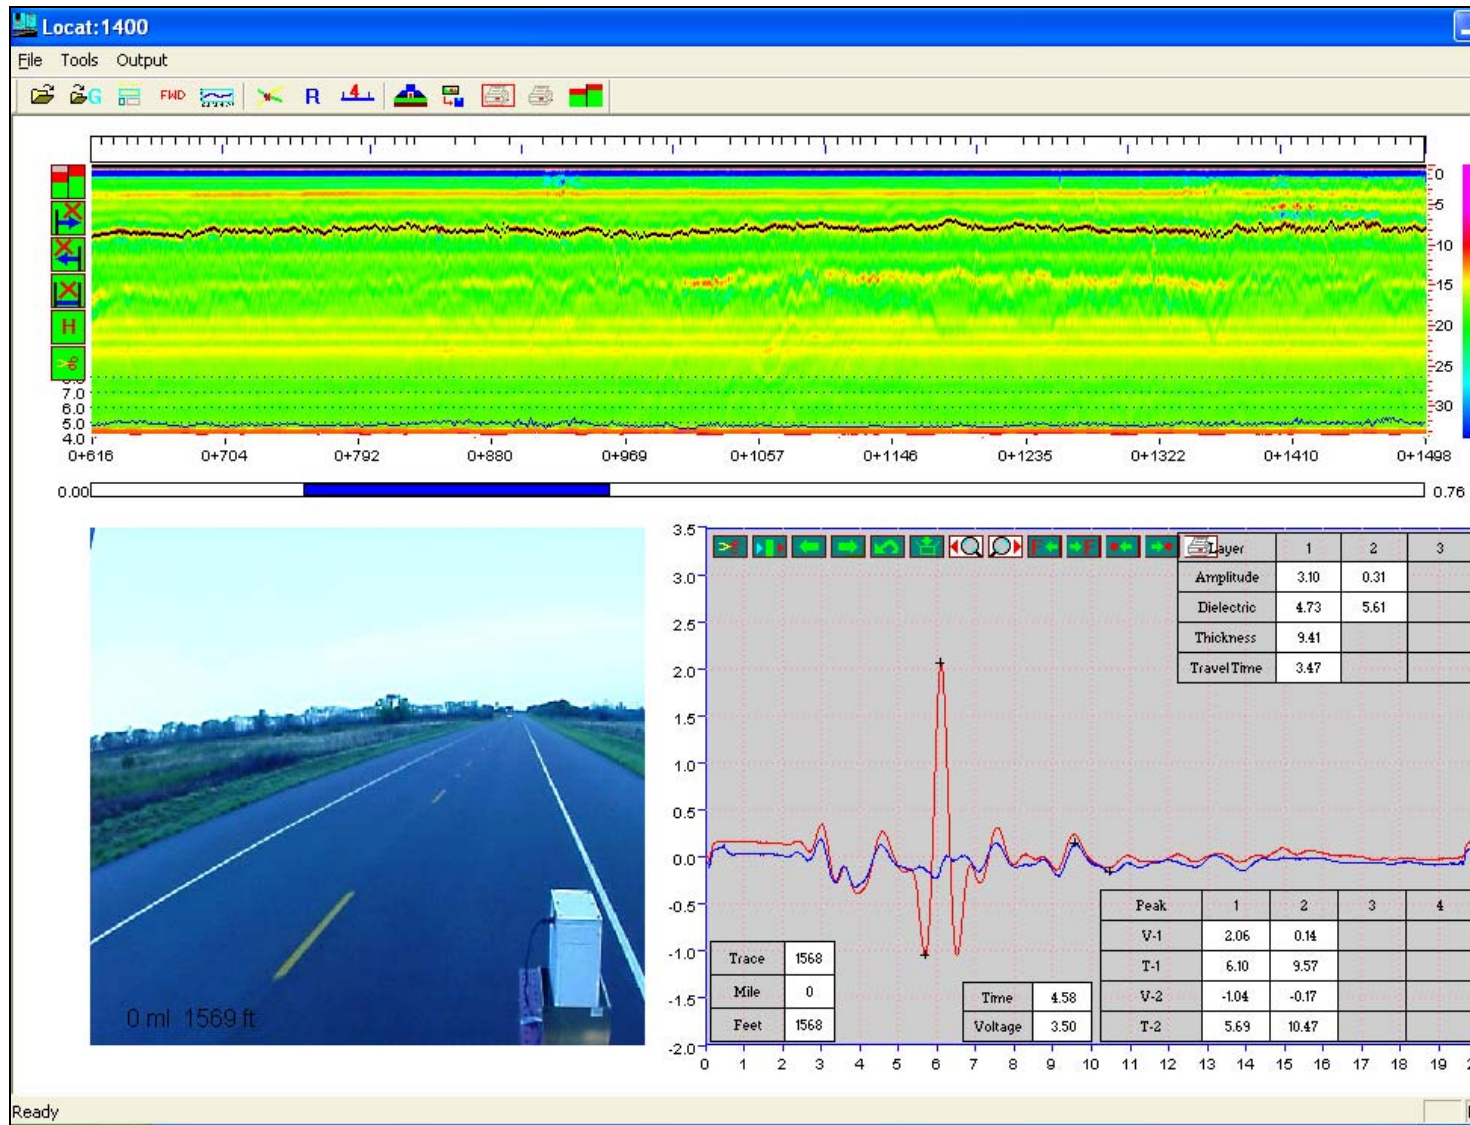 Locat:1400
File Tools Output
G FWD R 4
0
5
10
15
20
25
30
H
7.0
6.0
5.0
4.0
0+616 0+704 0+792 0+880 0+969 0+1057 0+1146 0+1235 0+1322 0+1410 0+1498
0.00 0.76
0 ml 1569 ft
3.5
3.0
2.5
2.0
1.5
1.0
0.5
0.0
-0.5
-1.0
-1.5
-2.0
F F
Layer 1 2 3
Amplitude 3.10 0.31
Dielectric 4.73 5.61
Thickness 9.41
Travel Time 3.47
Trace 1568
Mile 0
Feet 1568
Time 4.58
Voltage 3.50
Peak 1 2 3 4
V-1 2.06 0.14
T-1 6.10 9.57
V-2 -1.04 -0.17
T-2 5.69 10.47
0 1 2 3 4 5 6 7 8 9 10 11 12 13 14 15 16 17 18 19
Ready